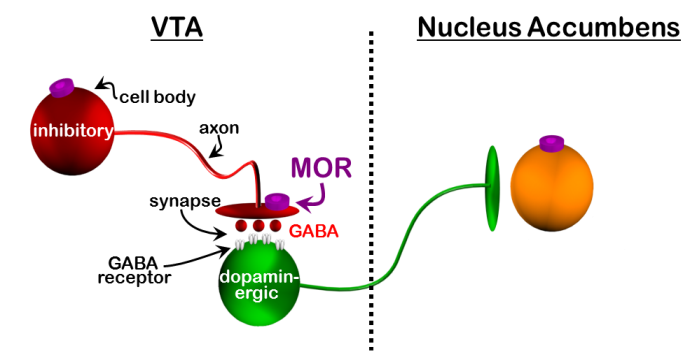 VTA
Nucleus Accumbens
cell body
inhibitory
axon
MOR
synapse
GABA
GABA
receptor
dopamin-
ergic